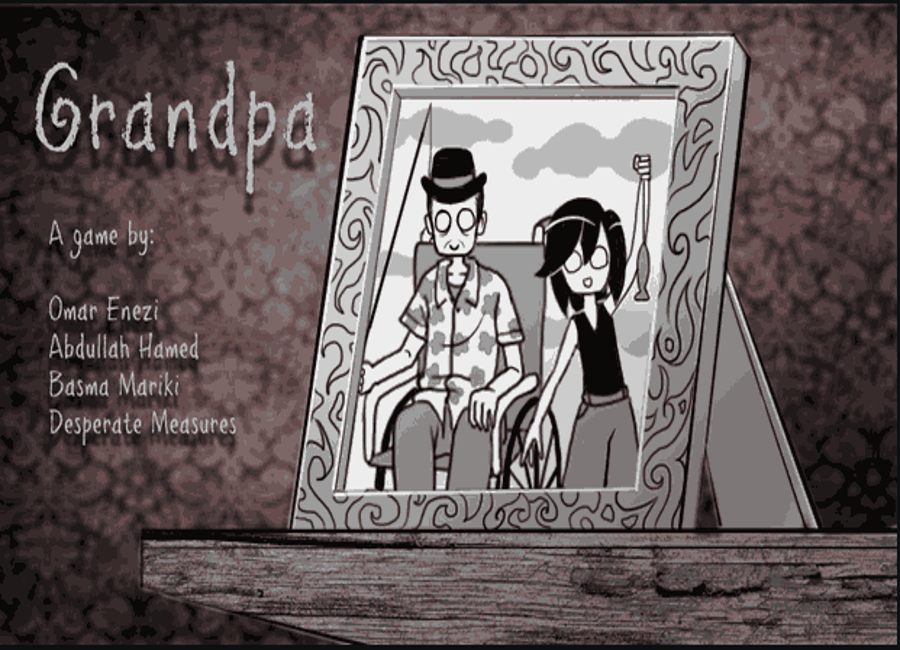 Grandpa
A game by:
Omar Enezi
Abdullah Hamed
Basma Mariki
Desperate Measures